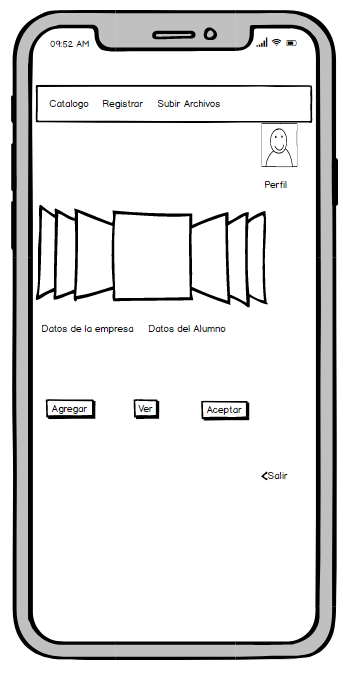 09:52 AM
Catalogo Registrar Subir Archivos
Perfil
Datos de la empresa Datos del Alumno
Agregar Ver Aceptar
<Salir